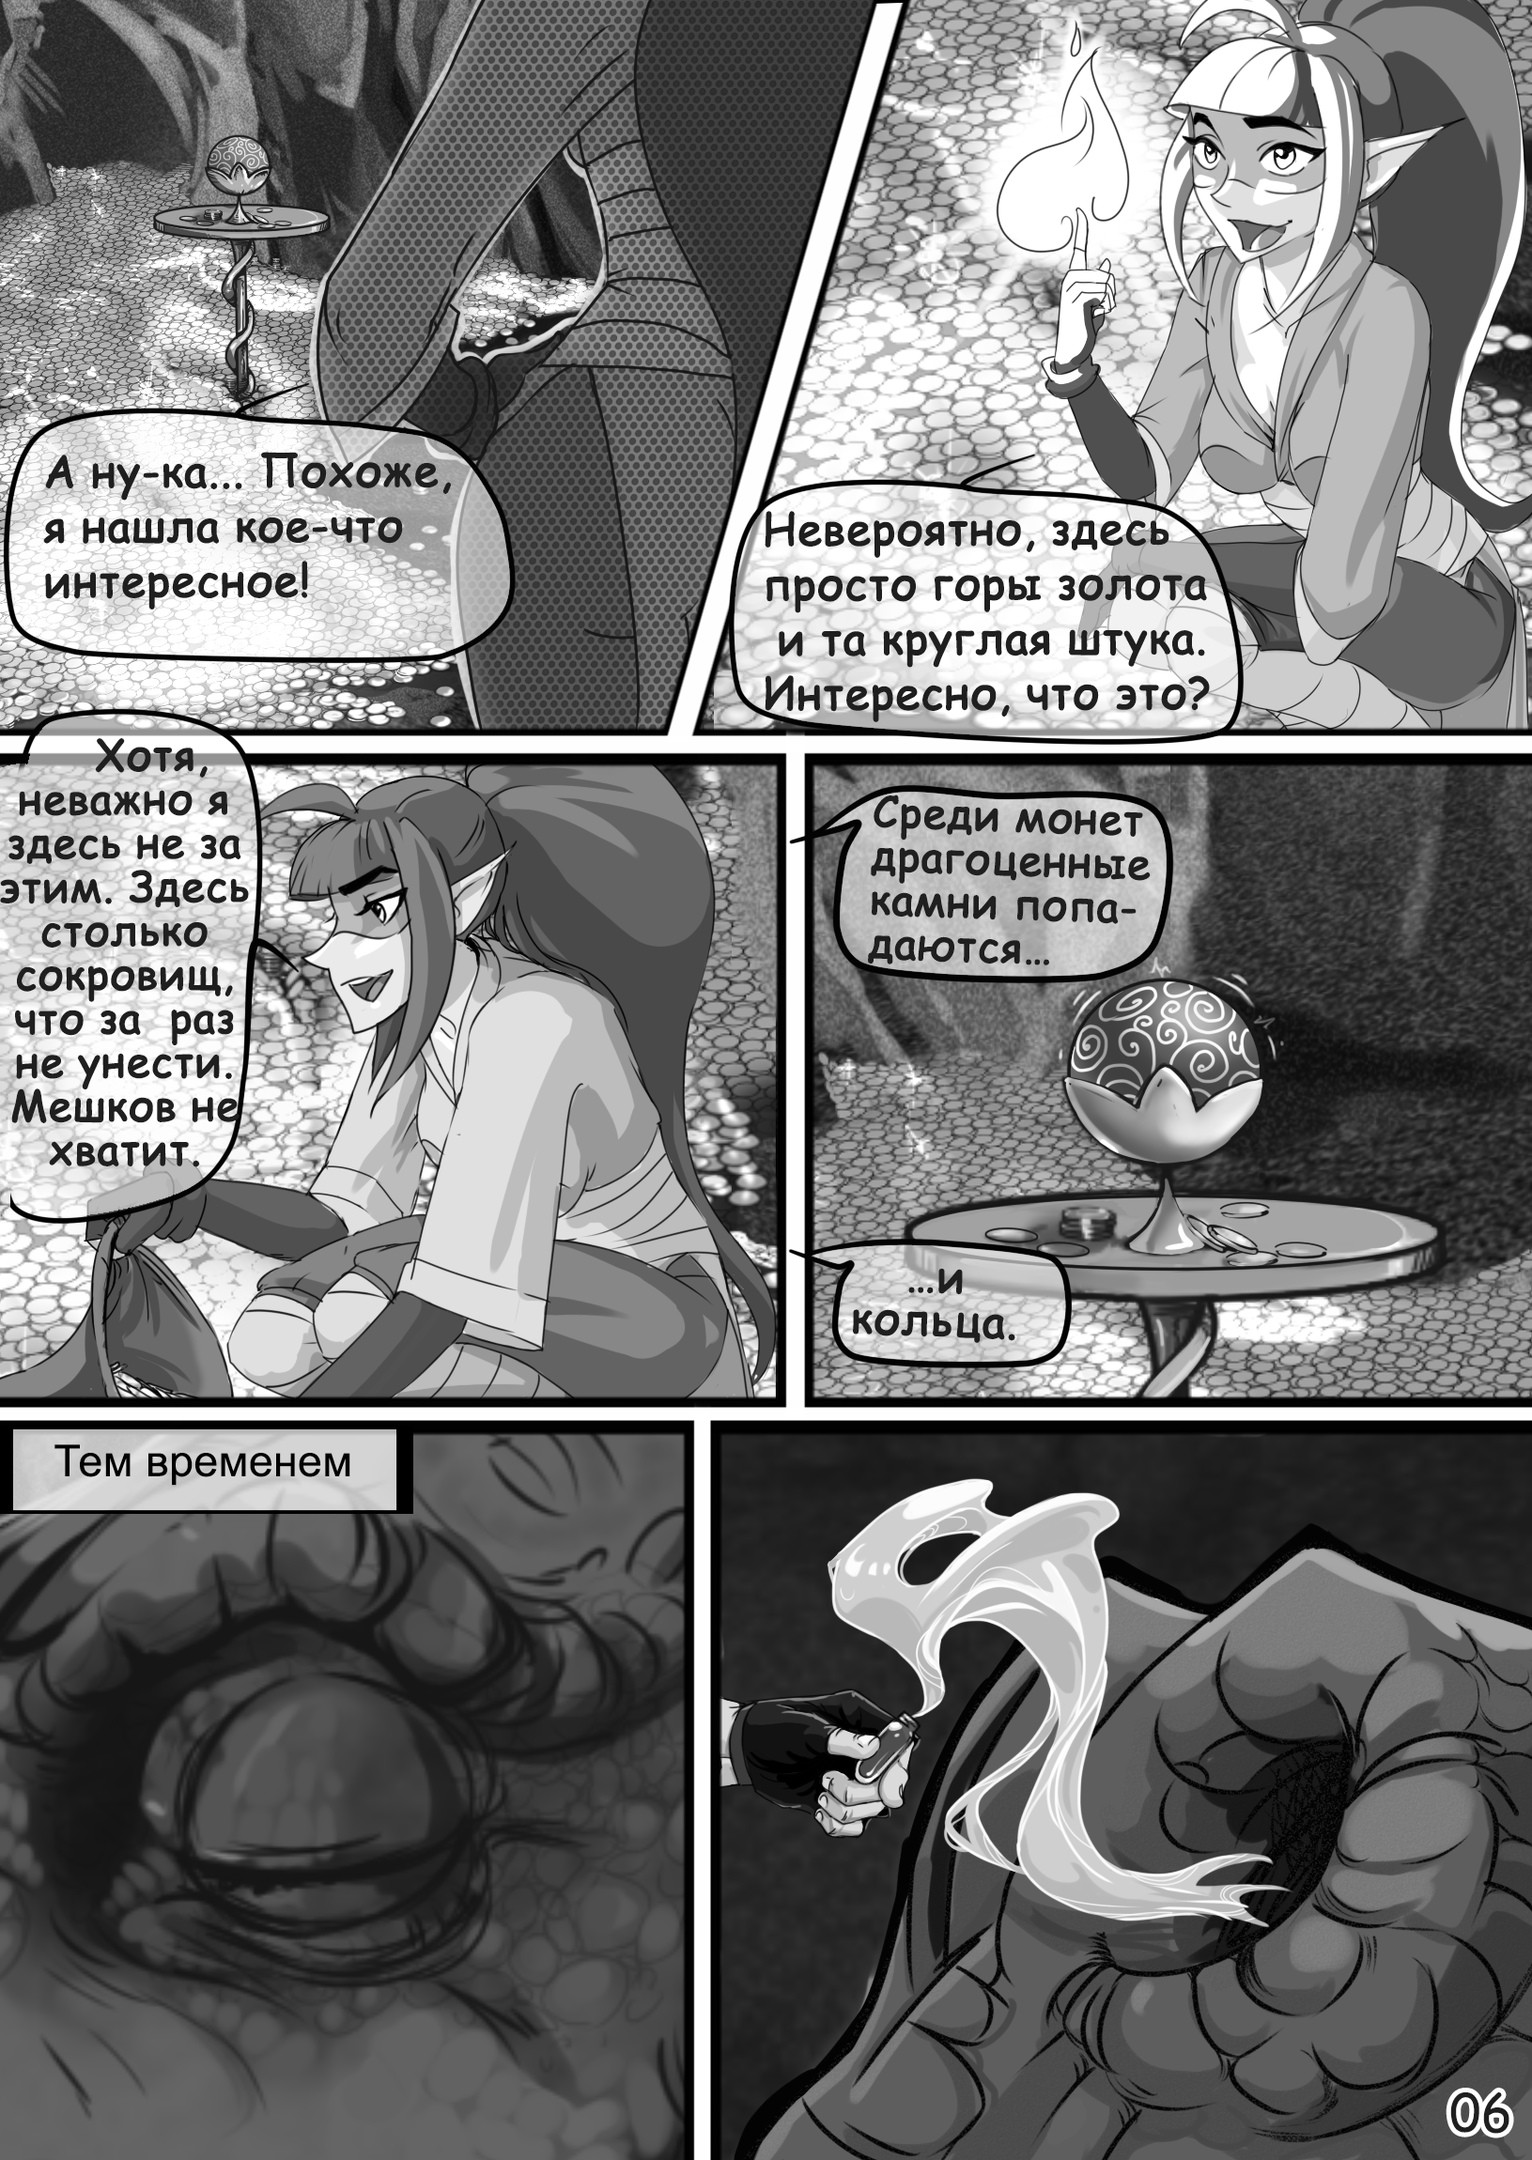 А ну-ка... Похоже,
я нашла кое-что
интересное!
Невероятно, здесь
просто горы золота
и та круглая штука.
Интересно, что это?
Хотя,
неважно я
здесь не за
этим. Здесь
столько
сокровищ,
что за раз
не унести.
Мешков не
хватит.
Среди монет
драгоценные
камни попа-
даются...
...и
кольца.
Тем временем
06